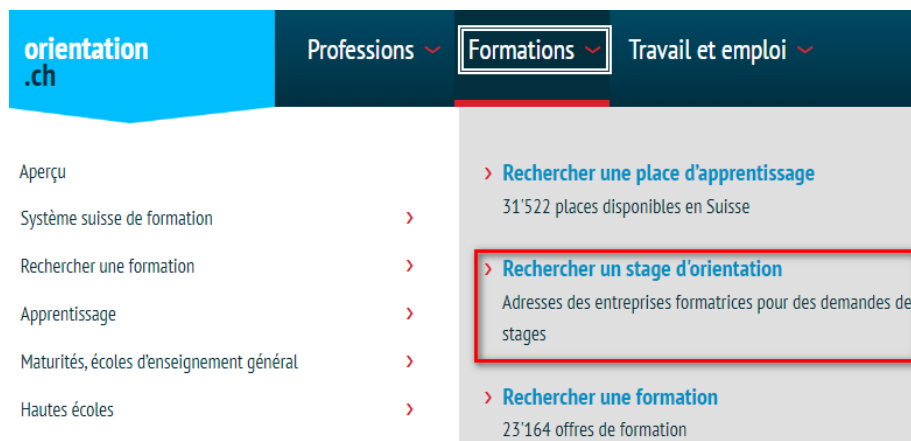 orientation
.ch
Professions
Formations
Travail et emploi
Aperçu
Système suisse de formation
Rechercher une formation
Apprentissage
Maturités, écoles d’enseignement général
Hautes écoles
Rechercher une place d’apprentissage
31'522 places disponibles en Suisse
Rechercher un stage d'orientation
Adresses des entreprises formatrices pour des demandes de
stages
Rechercher une formation
23'164 offres de formation